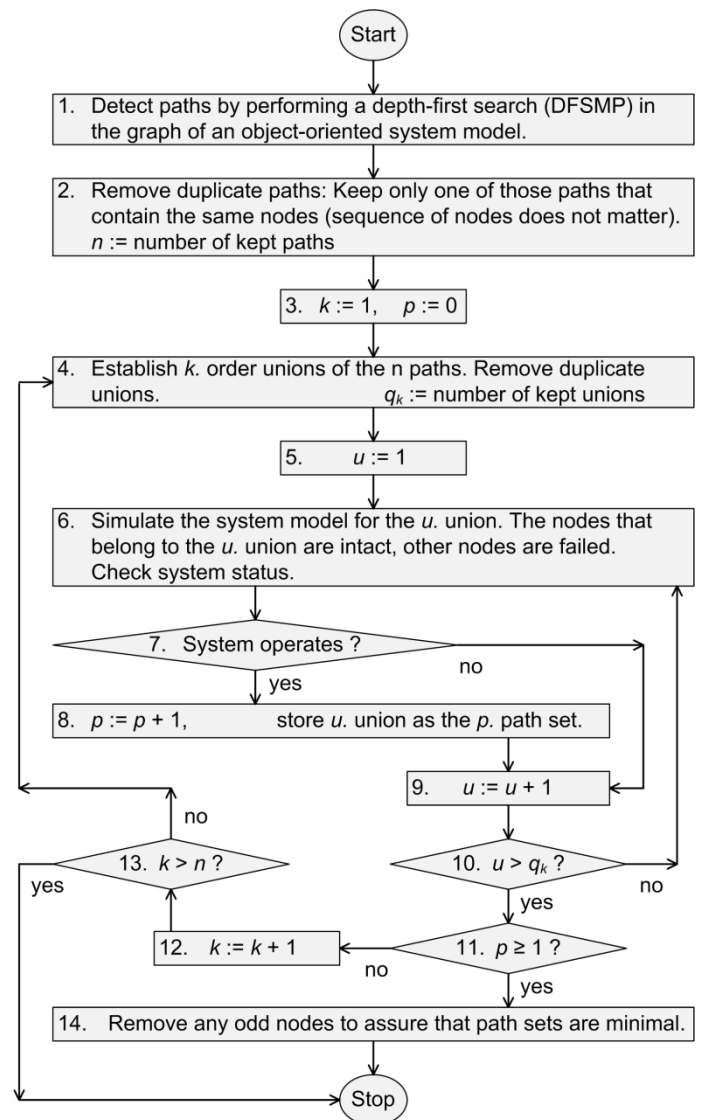 Start
1. Detect paths by performing a depth-first search (DFSMP) in
the graph of an object-oriented system model.
2. Remove duplicate paths: Keep only one of those paths that
contain the same nodes (sequence of nodes does not matter).
n := number of kept paths
3. k := 1, p := 0
4. Establish k. order unions of the n paths. Remove duplicate
unions. qₖ := number of kept unions
5. u := 1
6. Simulate the system model for the u. union. The nodes that
belong to the u. union are intact, other nodes are failed.
Check system status.
7. System operates ?
no
yes
8. p := p + 1, store u. union as the p. path set.
9. u := u + 1
no
13. k > n ?
yes
10. u > qₖ ?
no
yes
12. k := k + 1
11. p ≥ 1 ?
no
yes
14. Remove any odd nodes to assure that path sets are minimal.
Stop